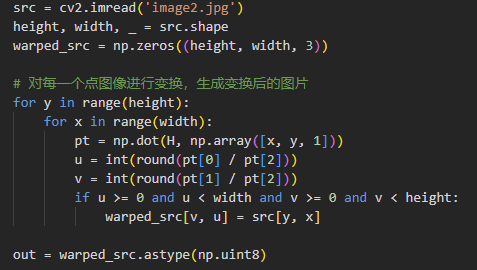 src = cv2.imread('image2.jpg')
height, width, _ = src.shape
warped_src = np.zeros((height, width, 3))

# 对每一个点图像进行变换，生成变换后的图片
for y in range(height):
    for x in range(width):
        pt = np.dot(H, np.array([x, y, 1]))
        u = int(round(pt[0] / pt[2]))
        v = int(round(pt[1] / pt[2]))
        if u >= 0 and u < width and v >= 0 and v < height:
            warped_src[v, u] = src[y, x]

out = warped_src.astype(np.uint8)